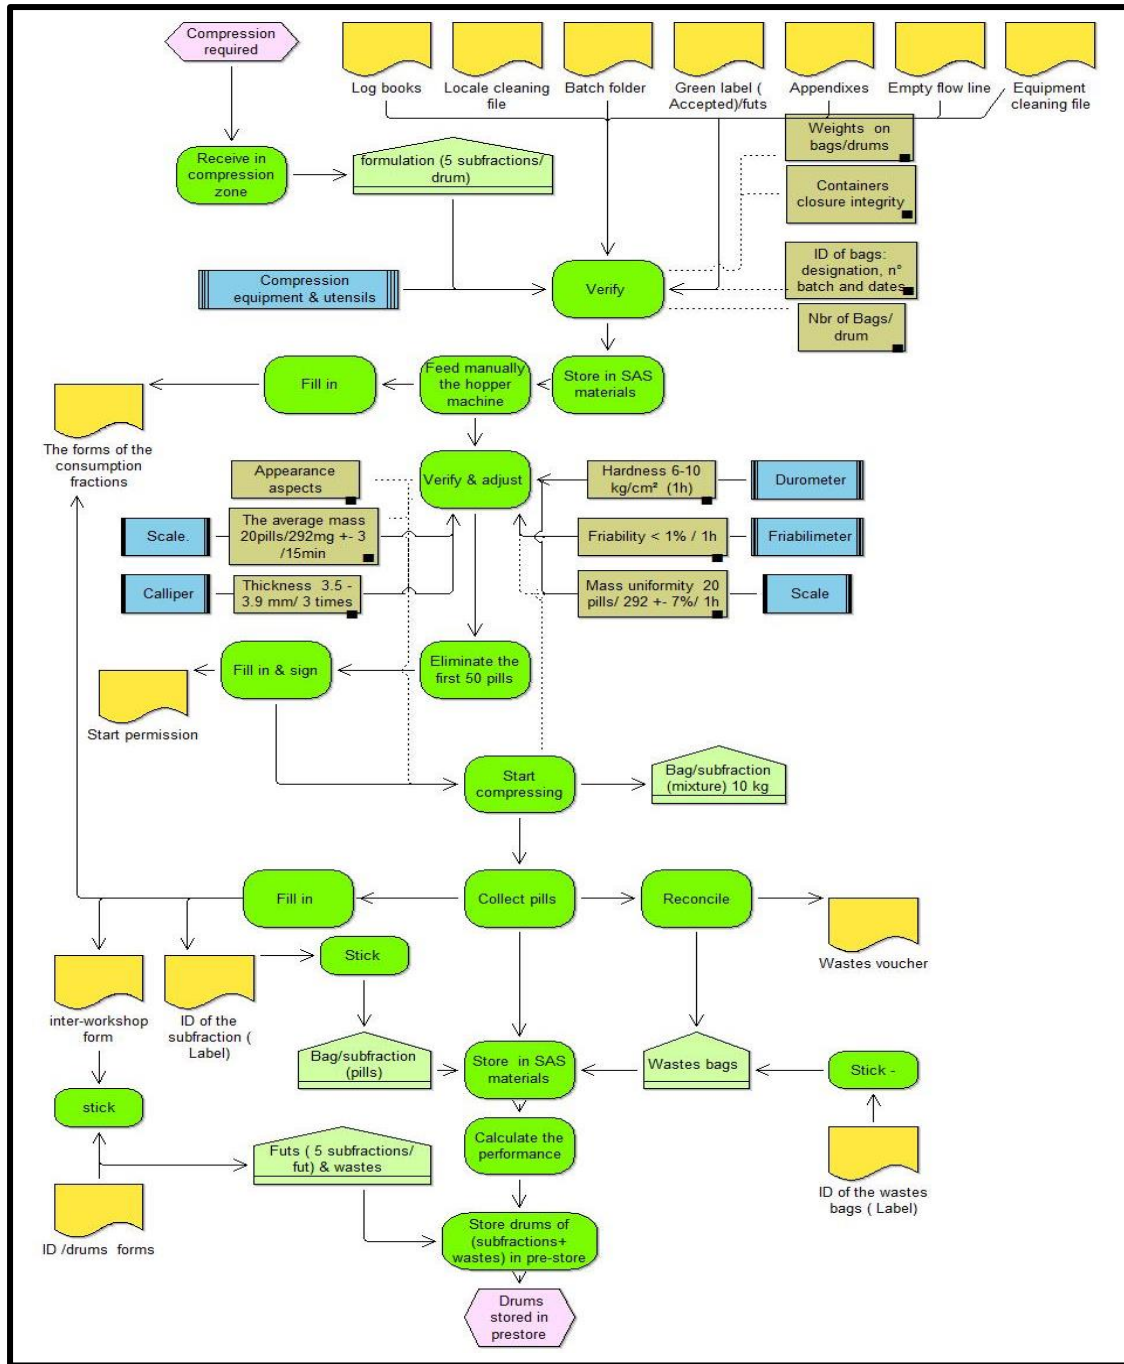 Compression
required
Log books
Locale cleaning
file
Batch folder
Green label (
Accepted)/futs
Appendixes
Empty flow line
Equipment
cleaning file
Weights on
bags/drums
Receive in
compression
zone
formulation (5 subfractions/
drum)
Containers
closure integrity
ID of bags:
designation, n°
batch and dates
Compression
equipment & utensils
Verify
Nbr of Bags/
drum
Fill in
Feed manually
the hopper
machine
Store in SAS
materials
The forms of the
consumption
fractions
Appearance
aspects
Verify & adjust
Hardness 6-10
kg/cm² (1h)
Durometer
Scale.
The average mass
20pills/292mg +- 3
/15min
Friability < 1% / 1h
Friabilimeter
Calliper
Thickness 3.5 -
3.9 mm/ 3 times
Mass uniformity 20
pills/ 292 +- 7%/ 1h
Scale
Fill in & sign
Eliminate the
first 50 pills
Start permission
Start
compressing
Bag/subfraction
(mixture) 10 kg
Fill in
Collect pills
Reconcile
Wastes voucher
Stick
inter-workshop
form
ID of the
subfraction (
Label)
Bag/subfraction
(pills)
Store in SAS
materials
Wastes bags
Stick -
stick
Calculate the
performance
Futs ( 5 subfractions/
fut) & wastes
ID of the wastes
bags ( Label)
ID /drums forms
Store drums of
(subfractions+
wastes) in pre-store
Drums
stored in
prestore